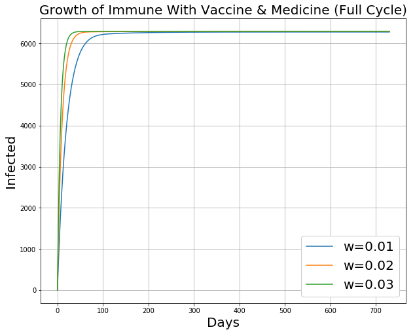 Growth of Immune With Vaccine & Medicine (Full Cycle)
Infected
6000
5000
4000
3000
2000
1000
0
0 100 200 300 400 500 600 700
Days
w=0.01
w=0.02
w=0.03